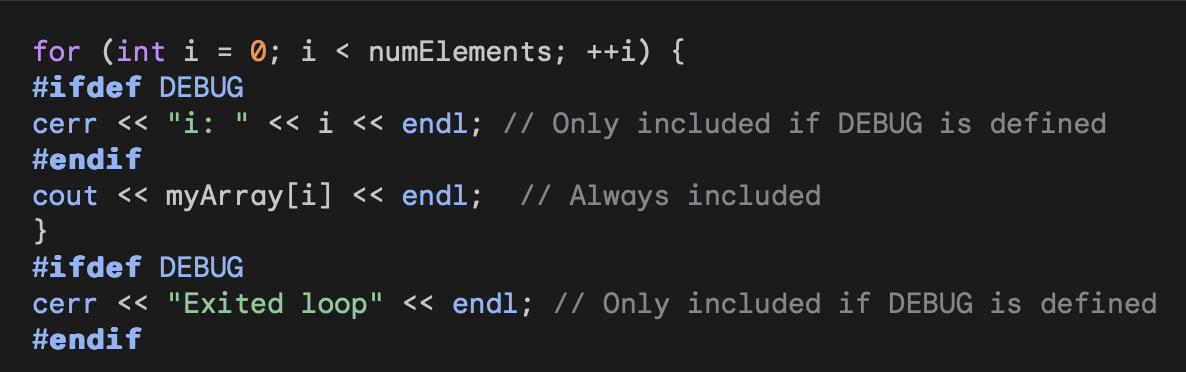 for (int i = 0; i < numElements; ++i) {
#ifdef DEBUG
cerr << "i: " << i << endl; // Only included if DEBUG is defined
#endif
cout << myArray[i] << endl;  // Always included
}
#ifdef DEBUG
cerr << "Exited loop" << endl; // Only included if DEBUG is defined
#endif